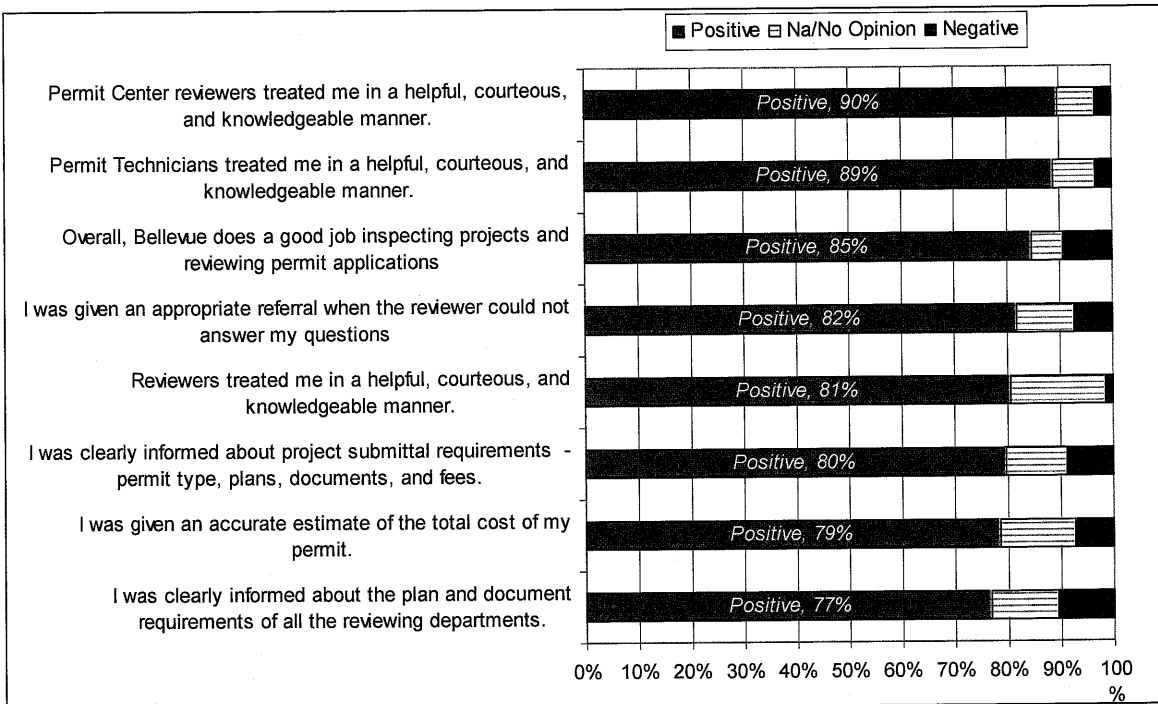 Positive Na/No Opinion Negative
Permit Center reviewers treated me in a helpful, courteous,
and knowledgeable manner.
Positive, 90%
Permit Technicians treated me in a helpful, courteous, and
knowledgeable manner.
Positive, 89%
Overall, Bellevue does a good job inspecting projects and
reviewing permit applications
Positive, 85%
I was given an appropriate referral when the reviewer could not
answer my questions
Positive, 82%
Reviewers treated me in a helpful, courteous, and
knowledgeable manner.
Positive, 81%
I was clearly informed about project submittal requirements -
permit type, plans, documents, and fees.
Positive, 80%
I was given an accurate estimate of the total cost of my
permit.
Positive, 79%
I was clearly informed about the plan and document
requirements of all the reviewing departments.
Positive, 77%
0% 10% 20% 30% 40% 50% 60% 70% 80% 90% 100
%